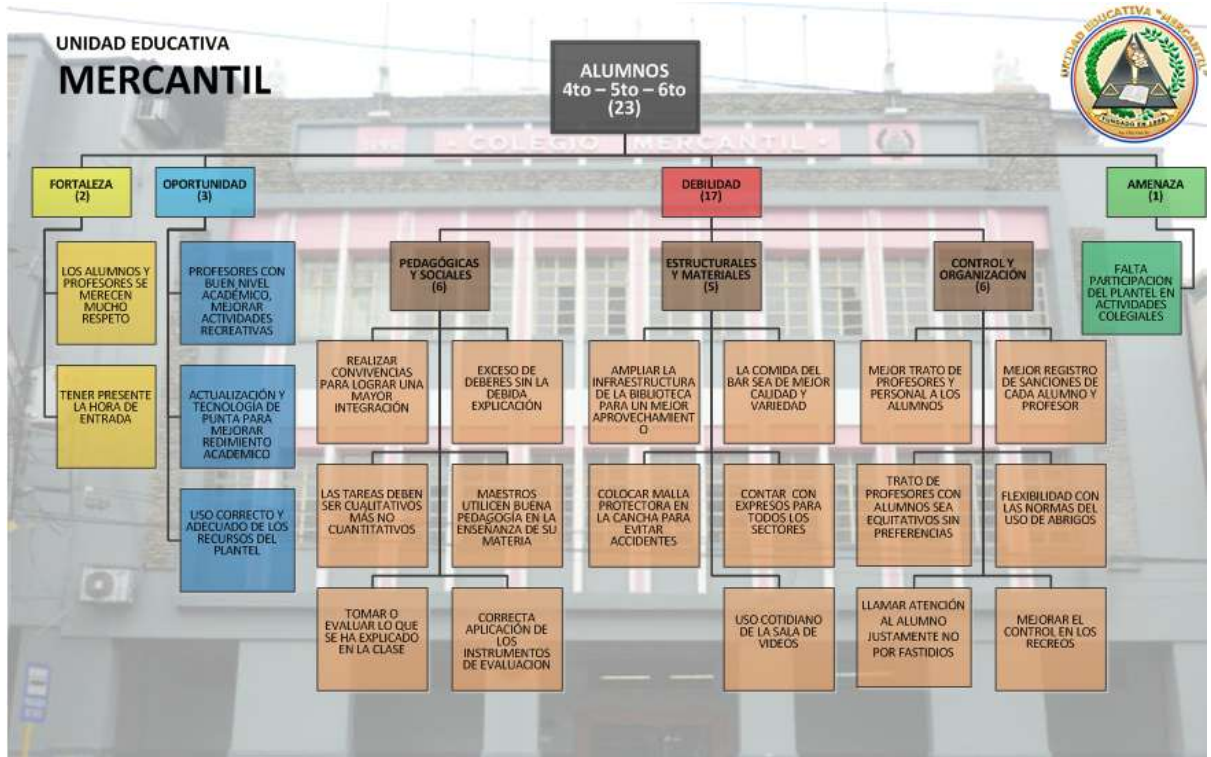 UNIDAD EDUCATIVA
MERCANTIL
UNIDAD EDUCATIVA "MERCANTIL"
FUNDADO EN
ALUMNOS
4to – 5to – 6to
(23)
COLEGIO MERCANTIL
FORTALEZA
(2)
OPORTUNIDAD
(3)
DEBILIDAD
(17)
AMENAZA
(1)
LOS ALUMNOS Y
PROFESORES SE
MERECEN
MUCHO
RESPETO
TENER PRESENTE
LA HORA DE
ENTRADA
PROFESORES CON
BUEN NIVEL
ACADÉMICO,
MEJORAR
ACTIVIDADES
RECREATIVAS
ACTUALIZACIÓN Y
TECNOLOGÍA DE
PUNTA PARA
MEJORAR
REDIMIENTO
ACADEMICO
USO CORRECTO Y
ADECUADO DE LOS
RECURSOS DEL
PLANTEL
PEDAGÓGICAS
Y SOCIALES
(6)
REALIZAR
CONVIVENCIAS
PARA LOGRAR UNA
MAYOR
INTEGRACIÓN
EXCESO DE
DEBERES SIN LA
DEBIDA
EXPLICACIÓN
LAS TAREAS DEBEN
SER CUALITATIVOS
MÁS NO
CUANTITATIVOS
MAESTROS
UTILICEN BUENA
PEDAGOGÍA EN LA
ENSEÑANZA DE SU
MATERIA
TOMAR O
EVALUAR LO QUE
SE HA EXPLICADO
EN LA CLASE
CORRECTA
APLICACIÓN DE
LOS
INSTRUMENTOS
DE EVALUACION
ESTRUCTURALES
Y MATERIALES
(5)
AMPLIAR LA
INFRAESTRUCTURA
DE LA BIBLIOTECA
PARA UN MEJOR
APROVECHAMIENT
O
LA COMIDA DEL
BAR SEA DE MEJOR
CALIDAD Y
VARIEDAD
COLOCAR MALLA
PROTECTORA EN
LA CANCHA PARA
EVITAR
ACCIDENTES
CONTAR CON
EXPRESOS PARA
TODOS LOS
SECTORES
USO COTIDIANO
DE LA SALA DE
VIDEOS
CONTROL Y
ORGANIZACIÓN
(6)
MEJOR TRATO DE
PROFESORES Y
PERSONAL A LOS
ALUMNOS
MEJOR REGISTRO
DE SANCIONES DE
CADA ALUMNO Y
PROFESOR
TRATO DE
PROFESORES CON
ALUMNOS SEA
EQUITATIVOS SIN
PREFERENCIAS
FLEXIBILIDAD CON
LAS NORMAS DEL
USO DE ABRIGOS
LLAMAR ATENCIÓN
AL ALUMNO
JUSTAMENTE NO
POR FASTIDIOS
MEJORAR EL
CONTROL EN LOS
RECREOS
FALTA
PARTICIPACION
DEL PLANTEL EN
ACTIVIDADES
COLEGIALES